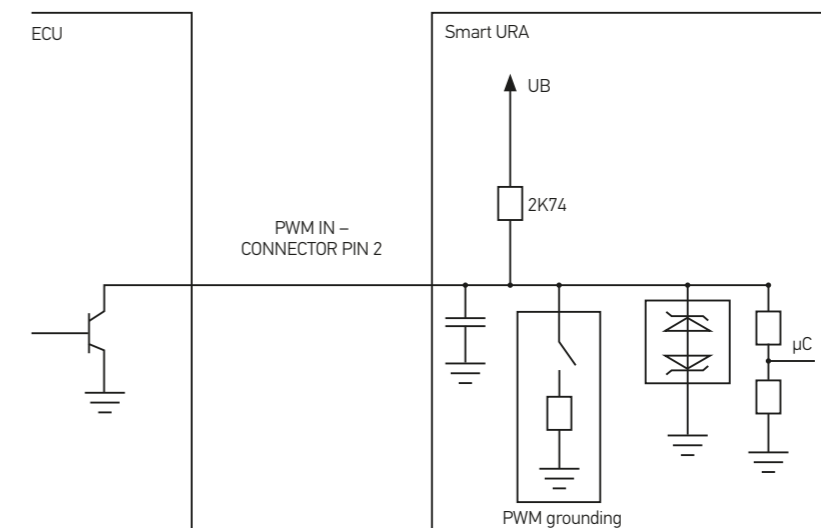 ECU
Smart URA
UB
2K74
PWM IN –
CONNECTOR PIN 2
µC
PWM grounding